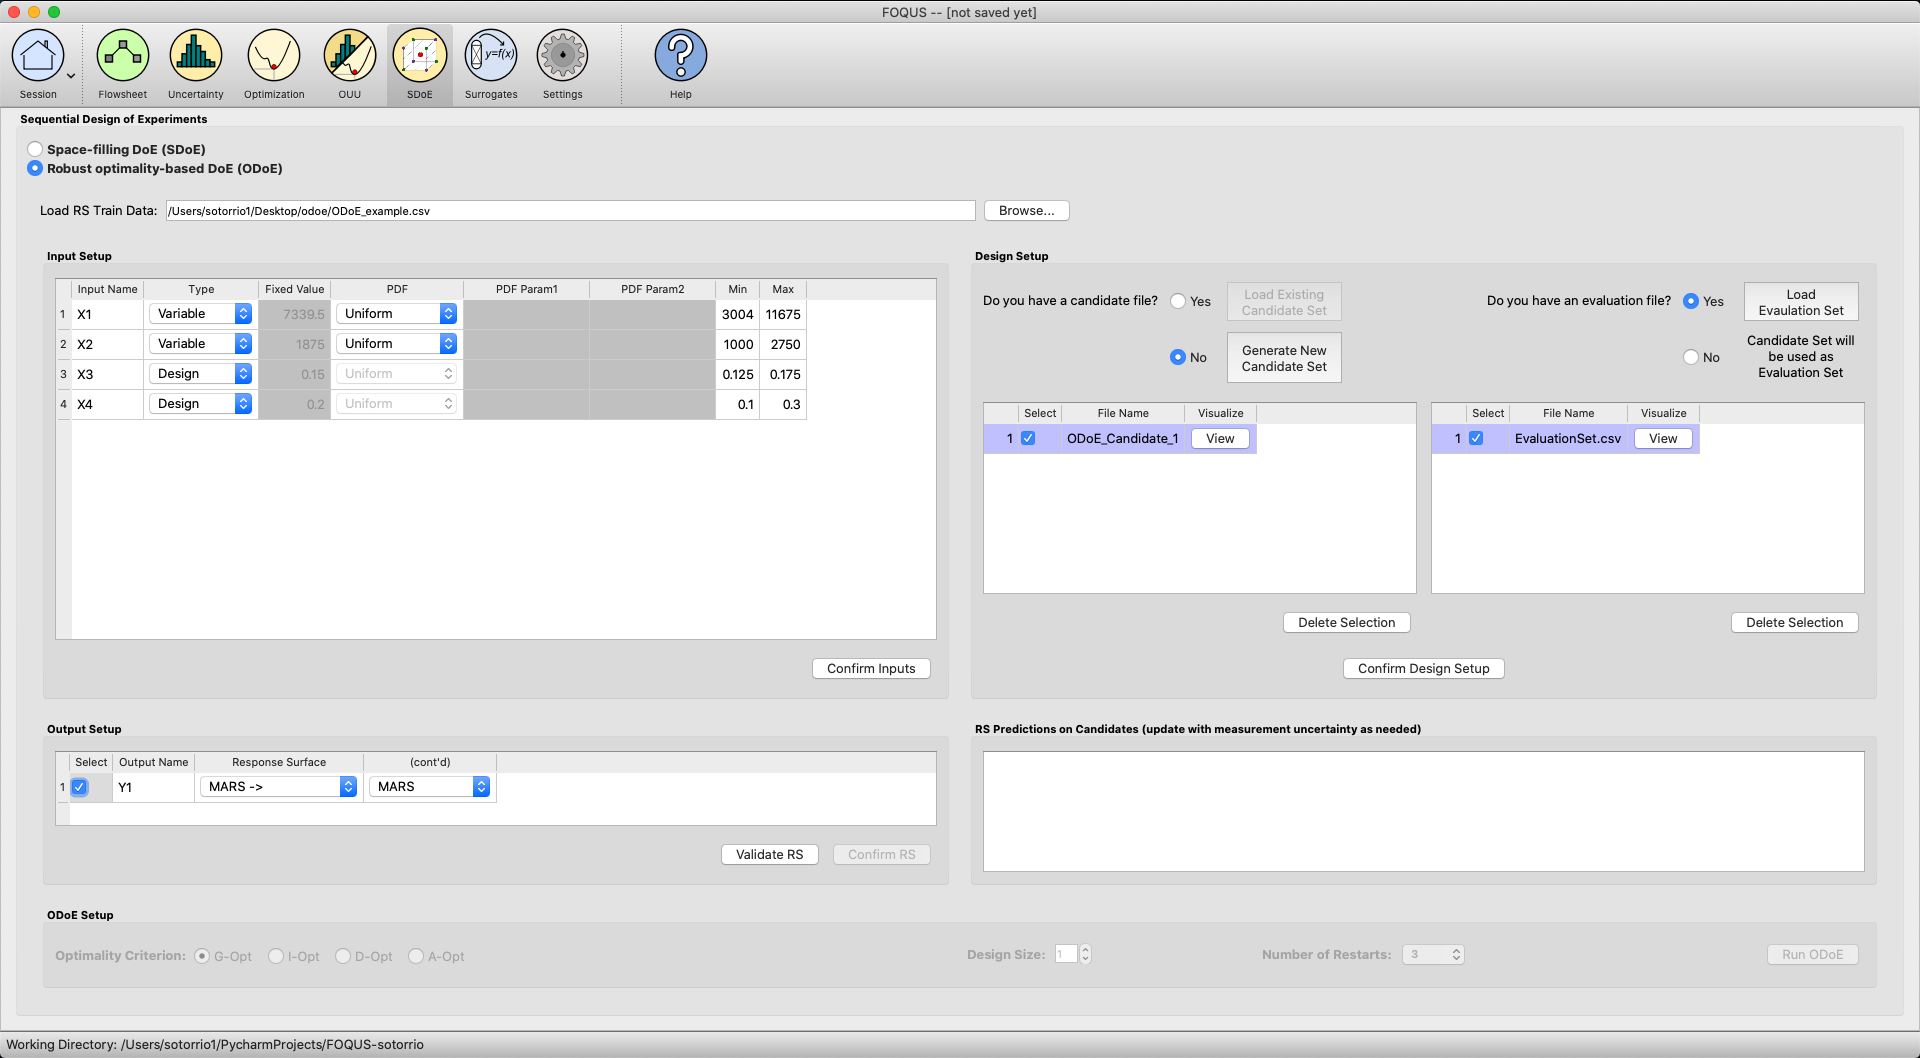 FOQUS -- [not saved yet]
y=f(x)
Session Flowsheet Uncertainty Optimization OUU SDoE Surrogates Settings Help
Sequential Design of Experiments
Space-filling DoE (SDoE)
Robust optimality-based DoE (ODoE)
Load RS Train Data: /Users/sotorrio1/Desktop/odoe/ODoE_example.csv Browse...
Input Setup
Input Name Type Fixed Value PDF PDF Param1 PDF Param2 Min Max
1 X1 Variable 7339.5 Uniform 3004 11675
2 X2 Variable 1875 Uniform 1000 2750
3 X3 Design 0.15 Uniform 0.125 0.175
4 X4 Design 0.2 Uniform 0.1 0.3
Confirm Inputs
Design Setup
Do you have a candidate file? Yes Load Existing
Candidate Set
No Generate New
Candidate Set
Do you have an evaluation file? Yes Load
Evaulation Set
No Candidate Set will
be used as
Evaluation Set
Select File Name Visualize
1 ODoE_Candidate_1 View
Select File Name Visualize
1 EvaluationSet.csv View
Delete Selection
Delete Selection
Confirm Design Setup
Output Setup
Select Output Name Response Surface (cont'd)
1 Y1 MARS -> MARS
Validate RS Confirm RS
RS Predictions on Candidates (update with measurement uncertainty as needed)
ODoE Setup
Optimality Criterion: G-Opt I-Opt D-Opt A-Opt Design Size: 1 Number of Restarts: 3 Run ODoE
Working Directory: /Users/sotorrio1/PycharmProjects/FOQUS-sotorrio